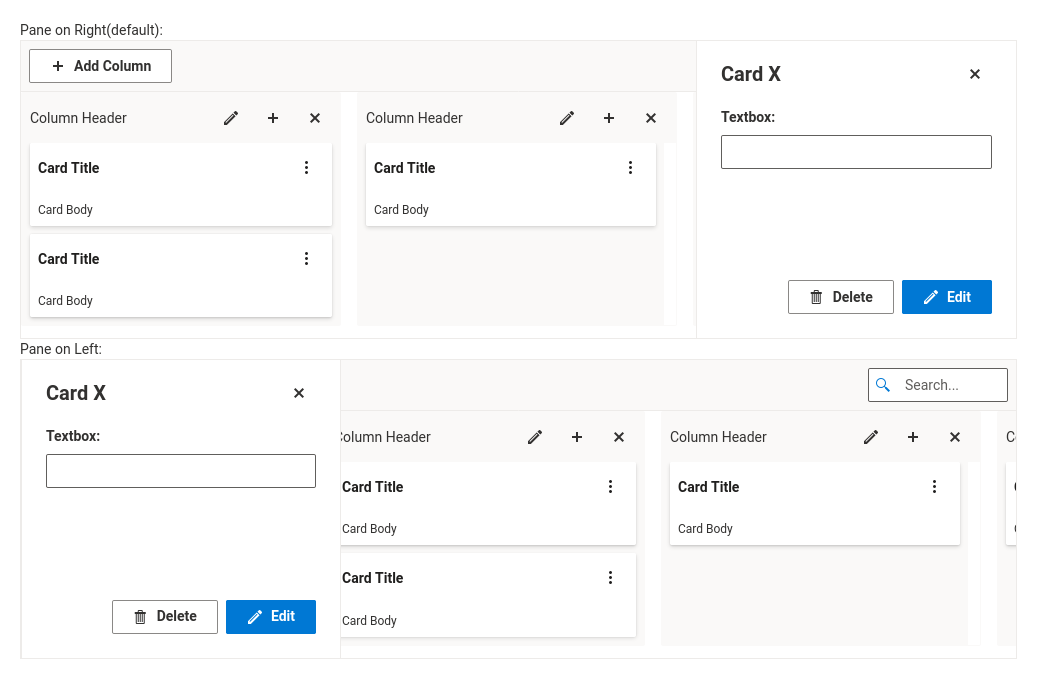 Pane on Right(default):
Add Column
Column Header
Column Header
Card Title
Card Body
Card Title
Card Body
Card Title
Card Body
Card X
Textbox:
Delete
Edit
Pane on Left:
Card X
Textbox:
Delete
Edit
Search...
Column Header
Column Header
Card Title
Card Body
Card Title
Card Body
Card Title
Card Body